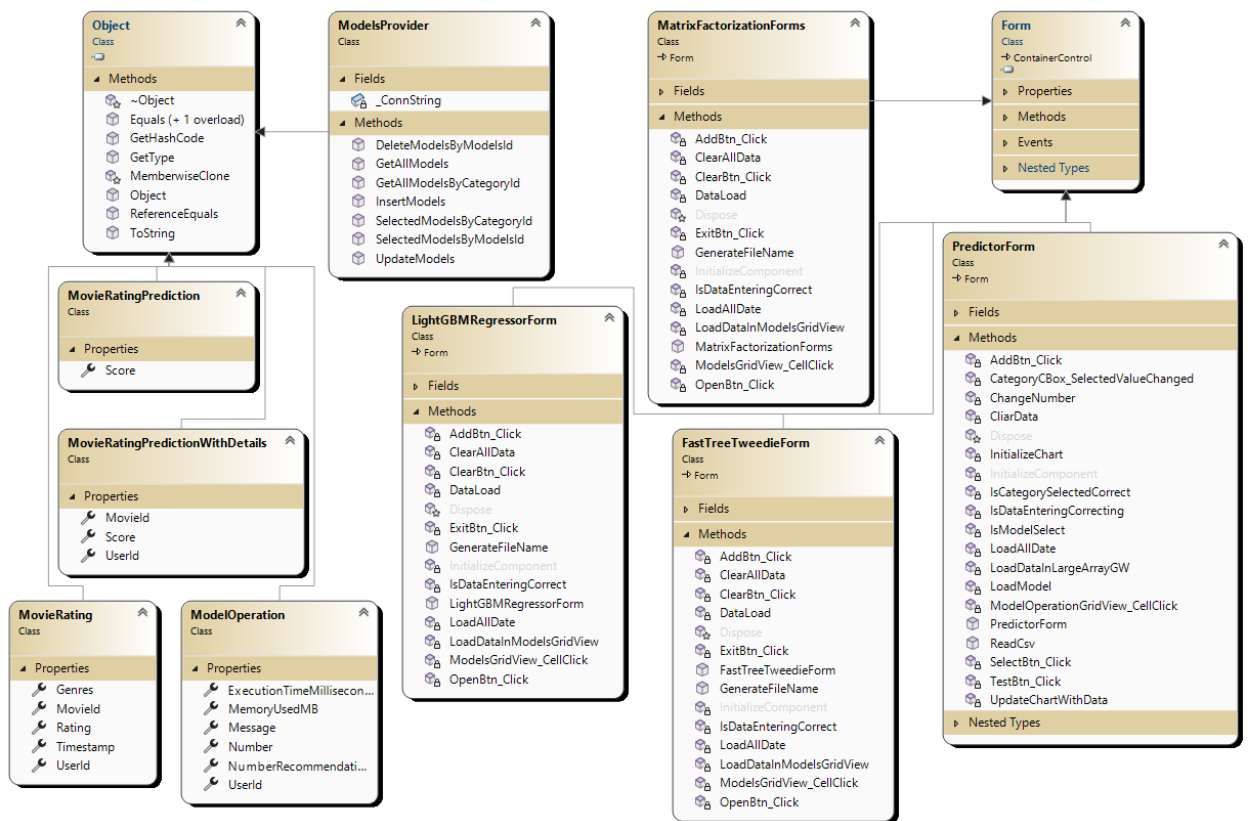 Object
Class
Methods
~Object
Equals (+ 1 overload)
GetHashCode
GetType
MemberwiseClone
Object
ReferenceEquals
ToString
ModelsProvider
Class
Fields
_ConnString
Methods
DeleteModelsByModelsId
GetAllModels
GetAllModelsByCategoryId
InsertModels
SelectedModelsByCategoryId
SelectedModelsByModelsId
UpdateModels
MatrixFactorizationForms
Class
Form
Fields
Methods
AddBtn_Click
ClearAllData
ClearBtn_Click
DataLoad
Dispose
ExitBtn_Click
GenerateFileName
InitializeComponent
IsDataEnteringCorrect
LoadAllDate
LoadDataInModelsGridView
MatrixFactorizationForms
ModelsGridView_CellClick
OpenBtn_Click
Form
Class
ContainerControl
Properties
Methods
Events
Nested Types
MovieRatingPrediction
Class
Properties
Score
MovieRatingPredictionWithDetails
Class
Properties
MovieId
Score
UserId
MovieRating
Class
Properties
Genres
MovieId
Rating
Timestamp
UserId
ModelOperation
Class
Properties
ExecutionTimeMillisecon...
MemoryUsedMB
Message
Number
NumberRecommendati...
UserId
LightGBMRegressorForm
Class
Form
Fields
Methods
AddBtn_Click
ClearAllData
ClearBtn_Click
DataLoad
Dispose
ExitBtn_Click
GenerateFileName
InitializeComponent
IsDataEnteringCorrect
LightGBMRegressorForm
LoadAllDate
LoadDataInModelsGridView
ModelsGridView_CellClick
OpenBtn_Click
FastTreeTweedieForm
Class
Form
Fields
Methods
AddBtn_Click
ClearAllData
ClearBtn_Click
DataLoad
Dispose
ExitBtn_Click
FastTreeTweedieForm
GenerateFileName
InitializeComponent
IsDataEnteringCorrect
LoadAllDate
LoadDataInModelsGridView
ModelsGridView_CellClick
OpenBtn_Click
PredictorForm
Class
Form
Fields
Methods
AddBtn_Click
CategoryCBox_SelectedValueChanged
ChangeNumber
CliarData
Dispose
InitializeChart
InitializeComponent
IsCategorySelectedCorrect
IsDataEnteringCorrecting
IsModelSelect
LoadAllDate
LoadDataInLargeArrayGW
LoadModel
ModelOperationGridView_CellClick
PredictorForm
ReadCsv
SelectBtn_Click
TestBtn_Click
UpdateChartWithData
Nested Types